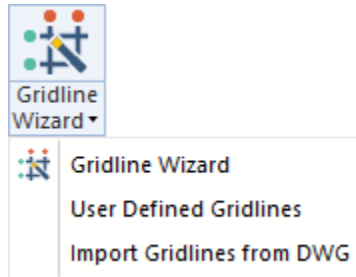 Gridline
Wizard
Gridline Wizard
User Defined Gridlines
Import Gridlines from DWG